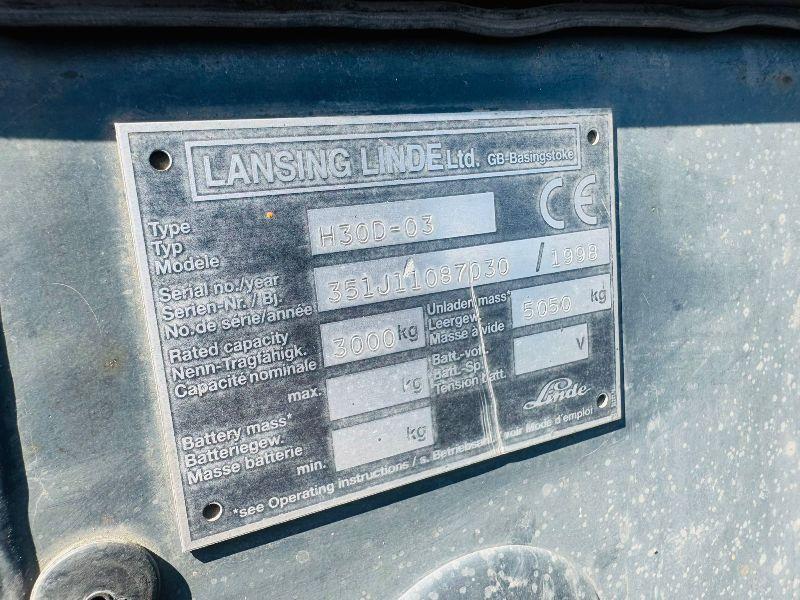 LANSING LINDE Ltd. GB-Basingstoke
CE
Type
Typ
Modele
H30D-03
Serial no./year
Serien-Nr./Bj.
No.de série/année
351J11087030 / 1998
Rated capacity
Nenn-Tragfähigk.
Capacité nominale
3000 kg
Unladen mass*
Leergew.
Masse à vide
5050 kg
Battery mass*
Batteriegew.
Masse batterie
max. kg
min. kg
Batt.-volt.
Batt.-Sp.
Tension batt.
V
Linde
*see Operating instructions / s. Betriebsanl. / voir Mode d'emploi